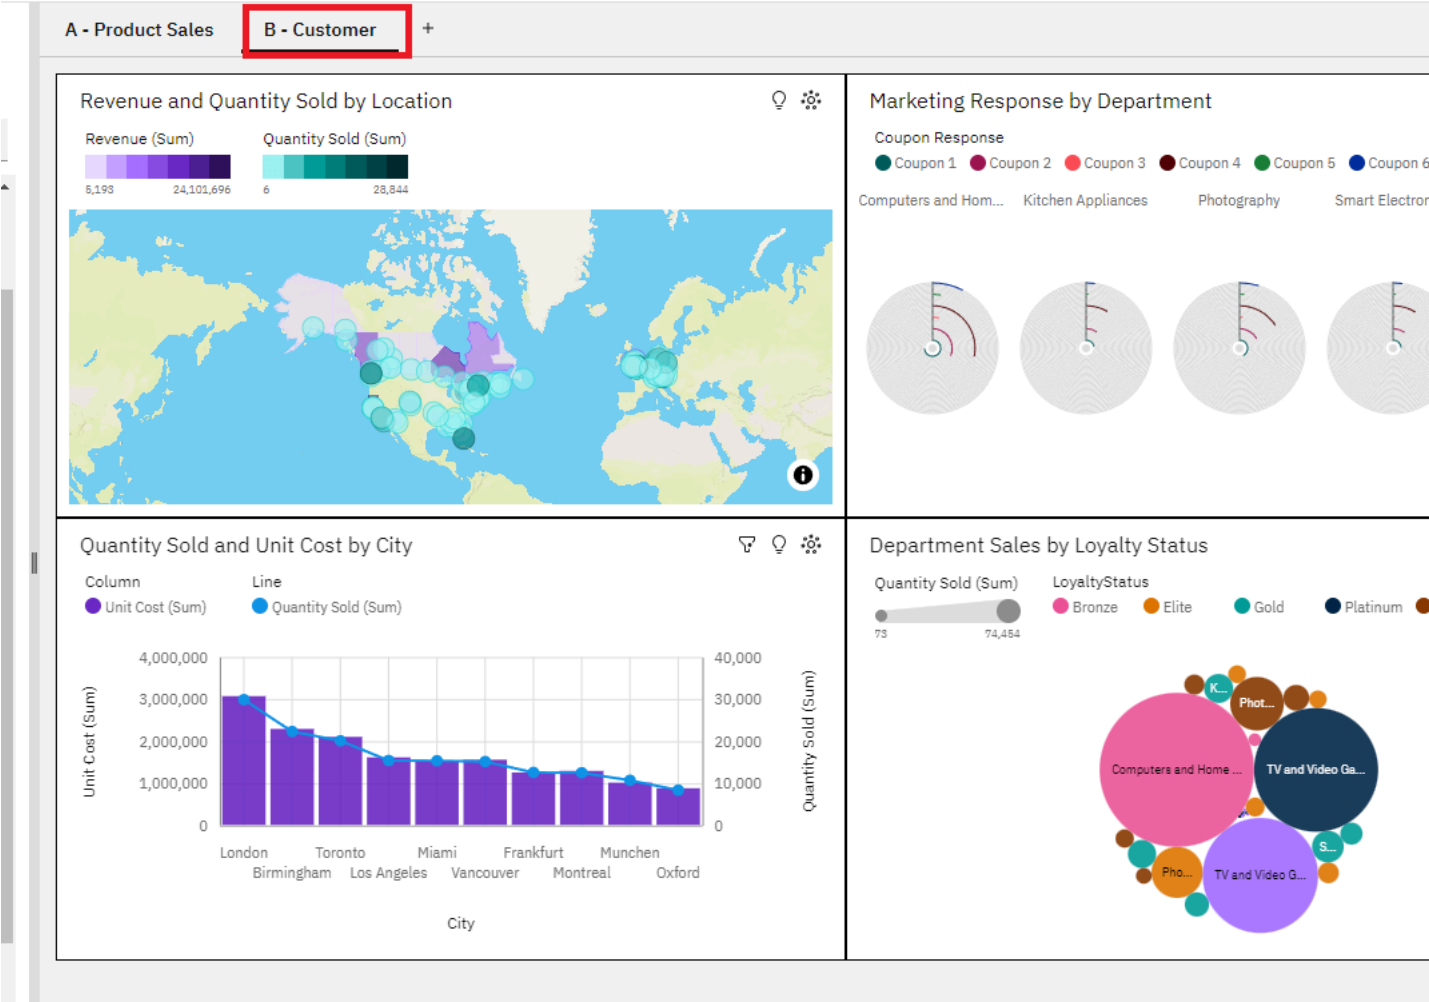 A - Product Sales
B - Customer
+
Revenue and Quantity Sold by Location
Revenue (Sum)
Quantity Sold (Sum)
5,193
24,101,696
6
28,844
Marketing Response by Department
Coupon Response
Coupon 1
Coupon 2
Coupon 3
Coupon 4
Coupon 5
Coupon 6
Computers and Hom...
Kitchen Appliances
Photography
Smart Electror
Quantity Sold and Unit Cost by City
Column
Line
Unit Cost (Sum)
Quantity Sold (Sum)
4,000,000
3,000,000
2,000,000
1,000,000
0
Unit Cost (Sum)
40,000
30,000
20,000
10,000
0
Quantity Sold (Sum)
London
Birmingham
Toronto
Los Angeles
Miami
Vancouver
Frankfurt
Montreal
Munchen
Oxford
City
Department Sales by Loyalty Status
Quantity Sold (Sum)
73
74,454
LoyaltyStatus
Bronze
Elite
Gold
Platinum
K...
Phot...
Computers and Home ...
TV and Video Ga...
S...
Pho...
TV and Video G...